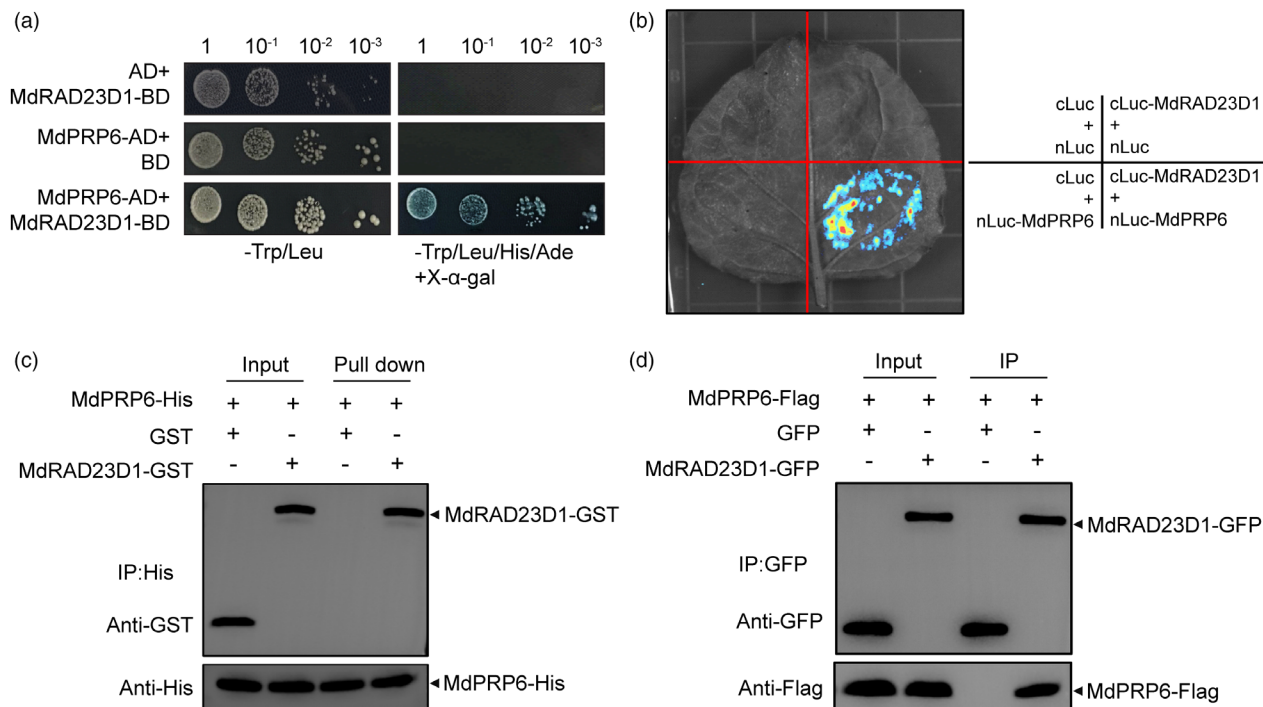 (a)
1 10⁻¹ 10⁻² 10⁻³ 1 10⁻¹ 10⁻² 10⁻³
AD+
MdRAD23D1-BD
MdPRP6-AD+
BD
MdPRP6-AD+
MdRAD23D1-BD
-Trp/Leu
-Trp/Leu/His/Ade
+X-α-gal
(b)
cLuc cLuc-MdRAD23D1
+ +
nLuc nLuc
cLuc cLuc-MdRAD23D1
+ +
nLuc-MdPRP6 nLuc-MdPRP6
(c)
Input Pull down
MdPRP6-His + + + +
GST + - + -
MdRAD23D1-GST - + - +
MdRAD23D1-GST
IP:His
Anti-GST
Anti-His MdPRP6-His
(d)
Input IP
MdPRP6-Flag + + + +
GFP + - + -
MdRAD23D1-GFP - + - +
MdRAD23D1-GFP
IP:GFP
Anti-GFP
Anti-Flag MdPRP6-Flag